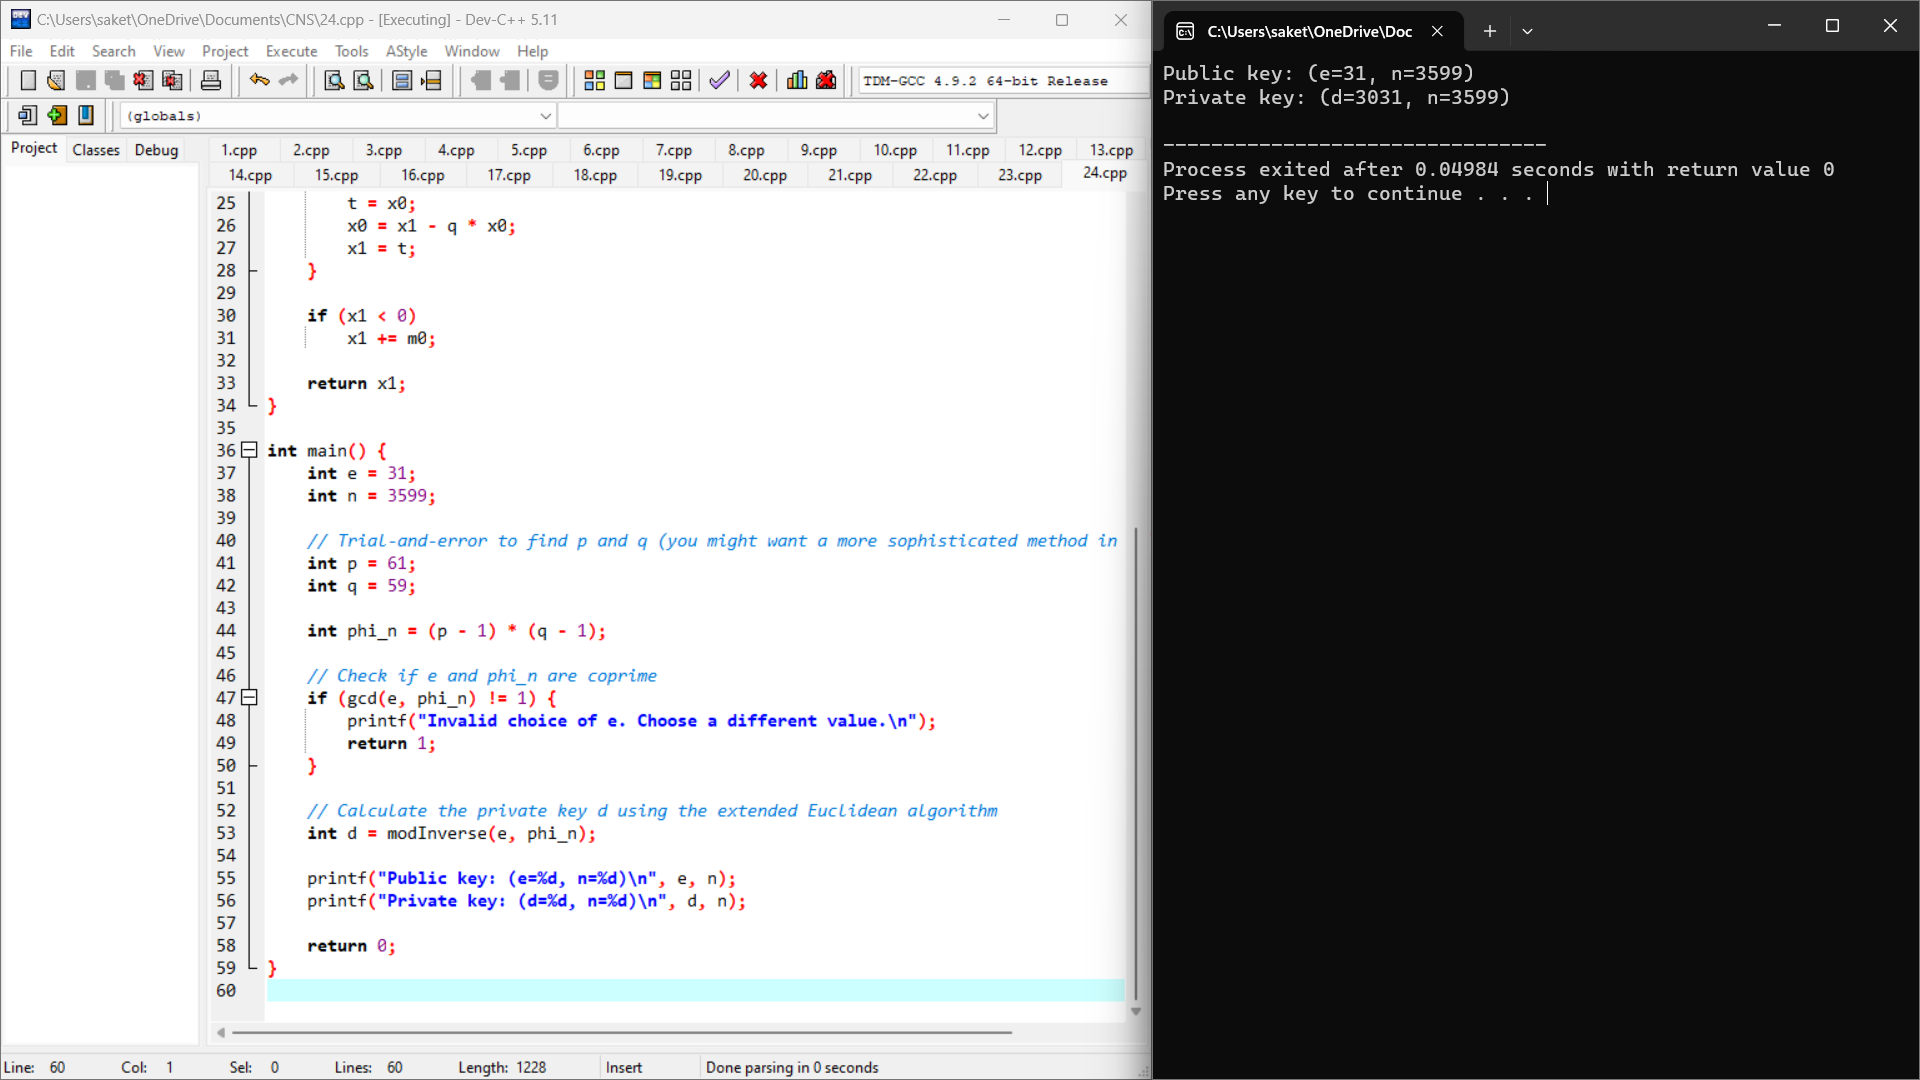 C:\Users\saket\OneDrive\Documents\CNS\24.cpp - [Executing] - Dev-C++ 5.11
File Edit Search View Project Execute Tools AStyle Window Help
TDM-GCC 4.9.2 64-bit Release
(globals)
Project Classes Debug
1.cpp 2.cpp 3.cpp 4.cpp 5.cpp 6.cpp 7.cpp 8.cpp 9.cpp 10.cpp 11.cpp 12.cpp 13.cpp
14.cpp 15.cpp 16.cpp 17.cpp 18.cpp 19.cpp 20.cpp 21.cpp 22.cpp 23.cpp 24.cpp
25 t = x0;
26 x0 = x1 - q * x0;
27 x1 = t;
28 }
29
30 if (x1 < 0)
31 x1 += m0;
32
33 return x1;
34 }
35
36 int main() {
37 int e = 31;
38 int n = 3599;
39
40 // Trial-and-error to find p and q (you might want a more sophisticated method in
41 int p = 61;
42 int q = 59;
43
44 int phi_n = (p - 1) * (q - 1);
45
46 // Check if e and phi_n are coprime
47 if (gcd(e, phi_n) != 1) {
48 printf("Invalid choice of e. Choose a different value.\n");
49 return 1;
50 }
51
52 // Calculate the private key d using the extended Euclidean algorithm
53 int d = modInverse(e, phi_n);
54
55 printf("Public key: (e=%d, n=%d)\n", e, n);
56 printf("Private key: (d=%d, n=%d)\n", d, n);
57
58 return 0;
59 }
60
Line: 60 Col: 1 Sel: 0 Lines: 60 Length: 1228 Insert Done parsing in 0 seconds
C:\Users\saket\OneDrive\Doc
Public key: (e=31, n=3599)
Private key: (d=3031, n=3599)
--------------------------------
Process exited after 0.04984 seconds with return value 0
Press any key to continue . . .